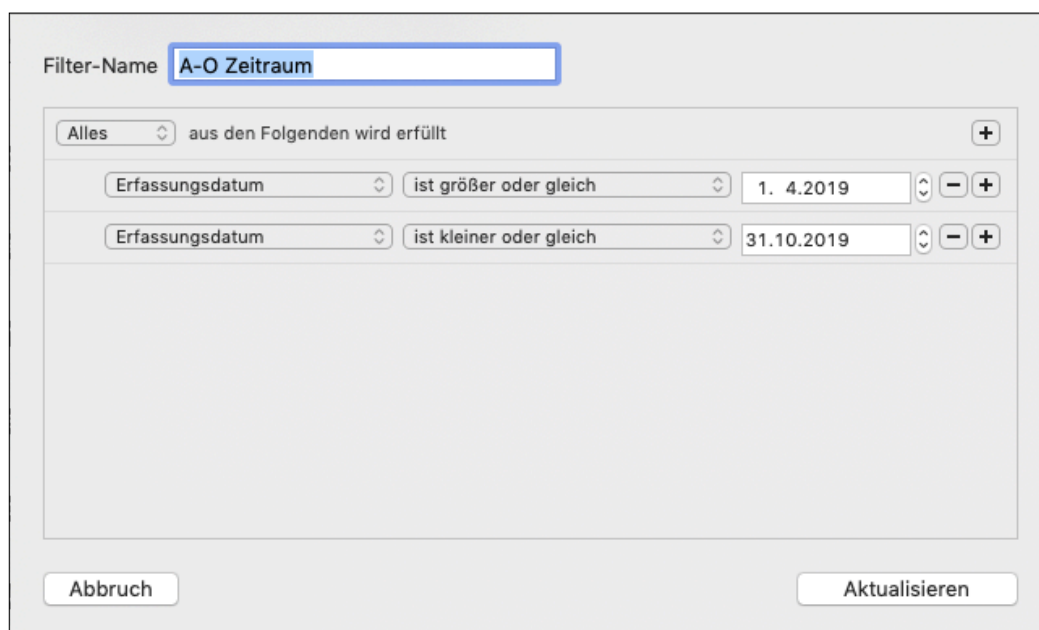 Filter-Name A-O Zeitraum
Alles aus den Folgenden wird erfüllt +
Erfassungsdatum ist größer oder gleich 1. 4.2019 − +
Erfassungsdatum ist kleiner oder gleich 31.10.2019 − +
Abbruch Aktualisieren